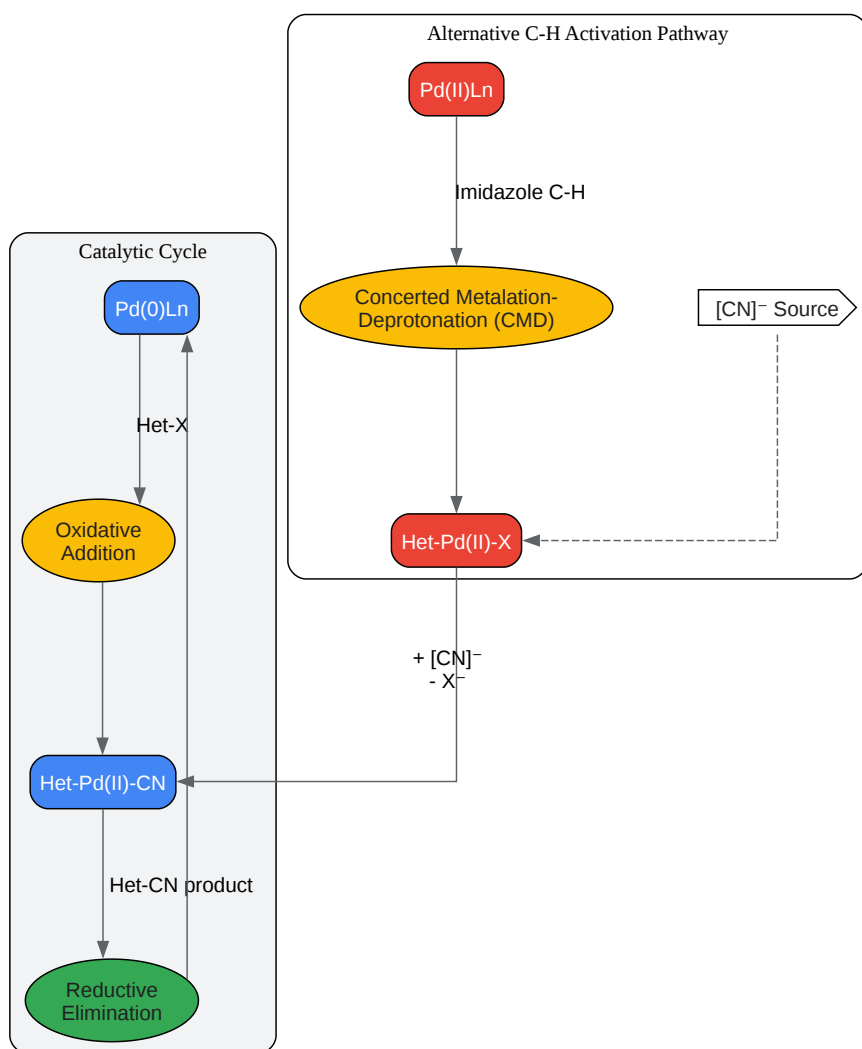 Alternative C-H Activation Pathway
Pd(II)Ln
Imidazole C-H
Catalytic Cycle
Pd(0)Ln
Concerted Metalation-
Deprotonation (CMD)
[CN]⁻ Source
Het-X
Oxidative
Addition
Het-Pd(II)-X
+ [CN]⁻
- X⁻
Het-Pd(II)-CN
Het-CN product
Reductive
Elimination